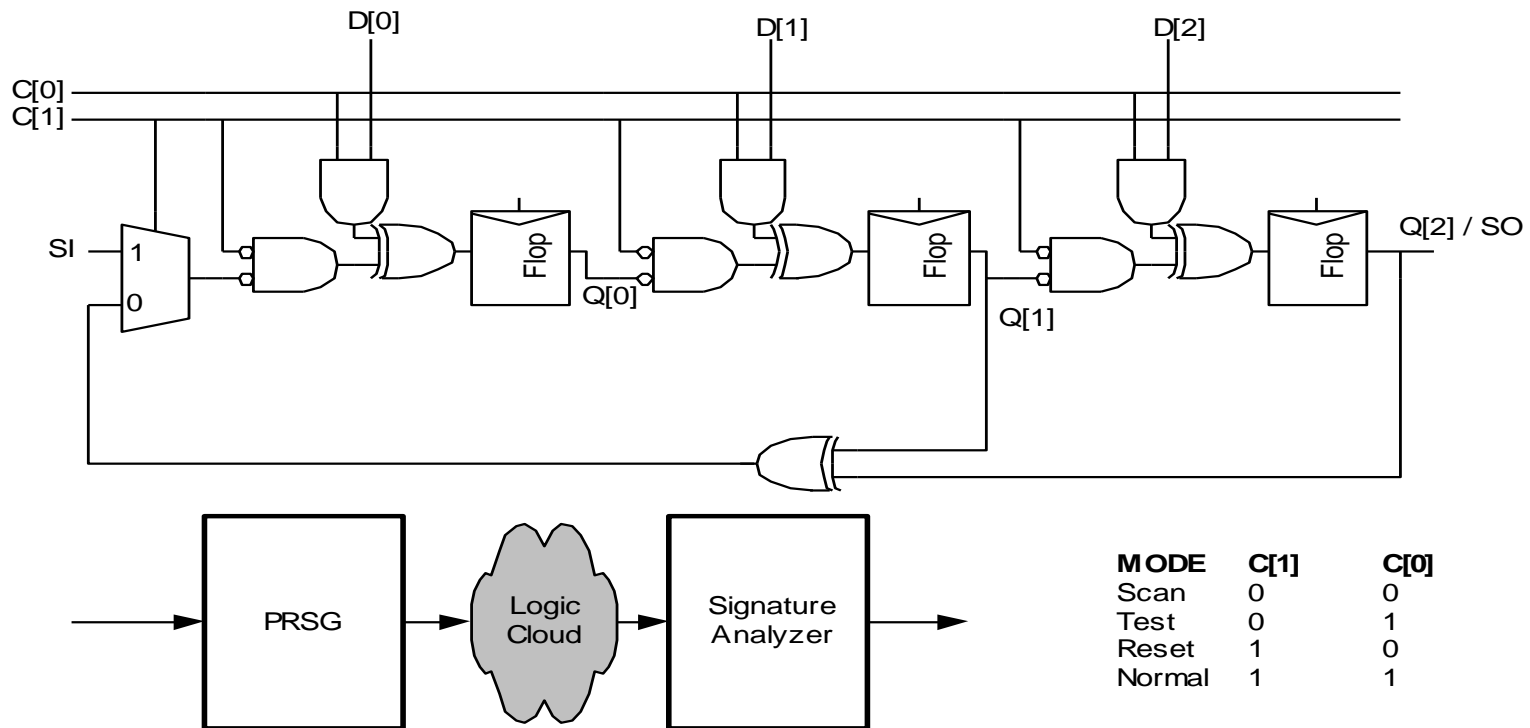 D[0]
D[1]
D[2]
C[0]
C[1]
SI
1
0
Flop
Q[0]
Flop
Q[1]
Flop
Q[2] / SO
PRSG
Logic
Cloud
Signature
Analyzer
MODE C[1] C[0]
Scan 0 0
Test 0 1
Reset 1 0
Normal 1 1